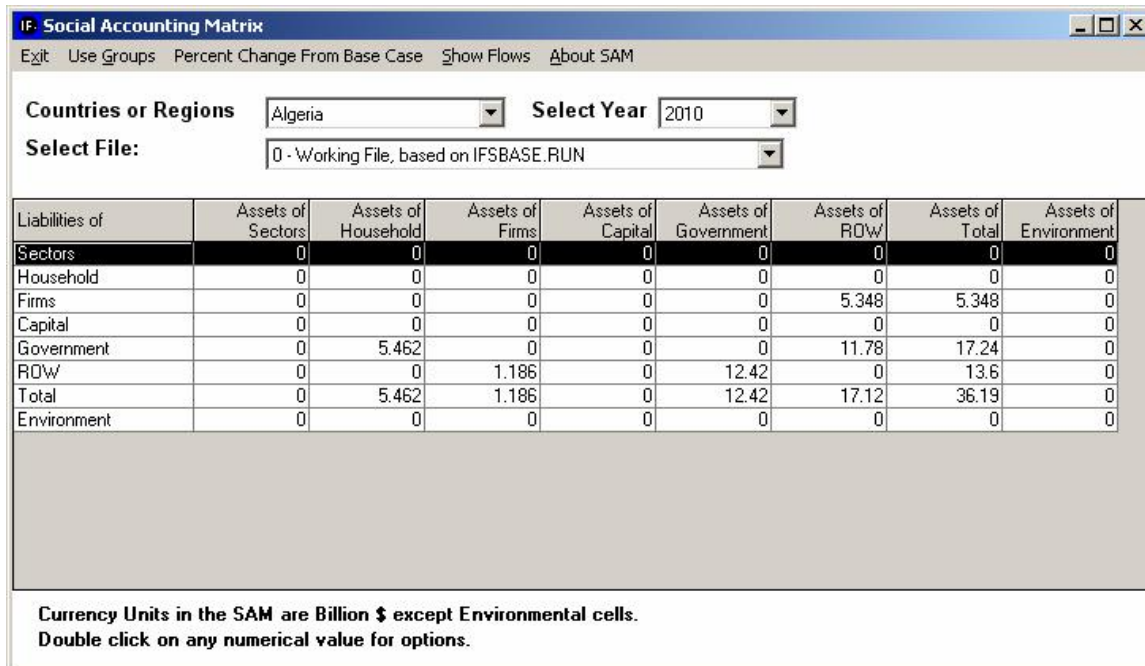 IFs Social Accounting Matrix
Exit Use Groups Percent Change From Base Case Show Flows About SAM
Countries or Regions Algeria Select Year 2010
Select File: 0 - Working File, based on IFSBASE.RUN
Liabilities of Assets of Sectors Assets of Household Assets of Firms Assets of Capital Assets of Government Assets of ROW Assets of Total Assets of Environment
Sectors 0 0 0 0 0 0 0 0
Household 0 0 0 0 0 0 0 0
Firms 0 0 0 0 0 5.348 5.348 0
Capital 0 0 0 0 0 0 0 0
Government 0 5.462 0 0 0 11.78 17.24 0
ROW 0 0 1.186 0 12.42 0 13.6 0
Total 0 5.462 1.186 0 12.42 17.12 36.19 0
Environment 0 0 0 0 0 0 0 0
Currency Units in the SAM are Billion $ except Environmental cells.
Double click on any numerical value for options.